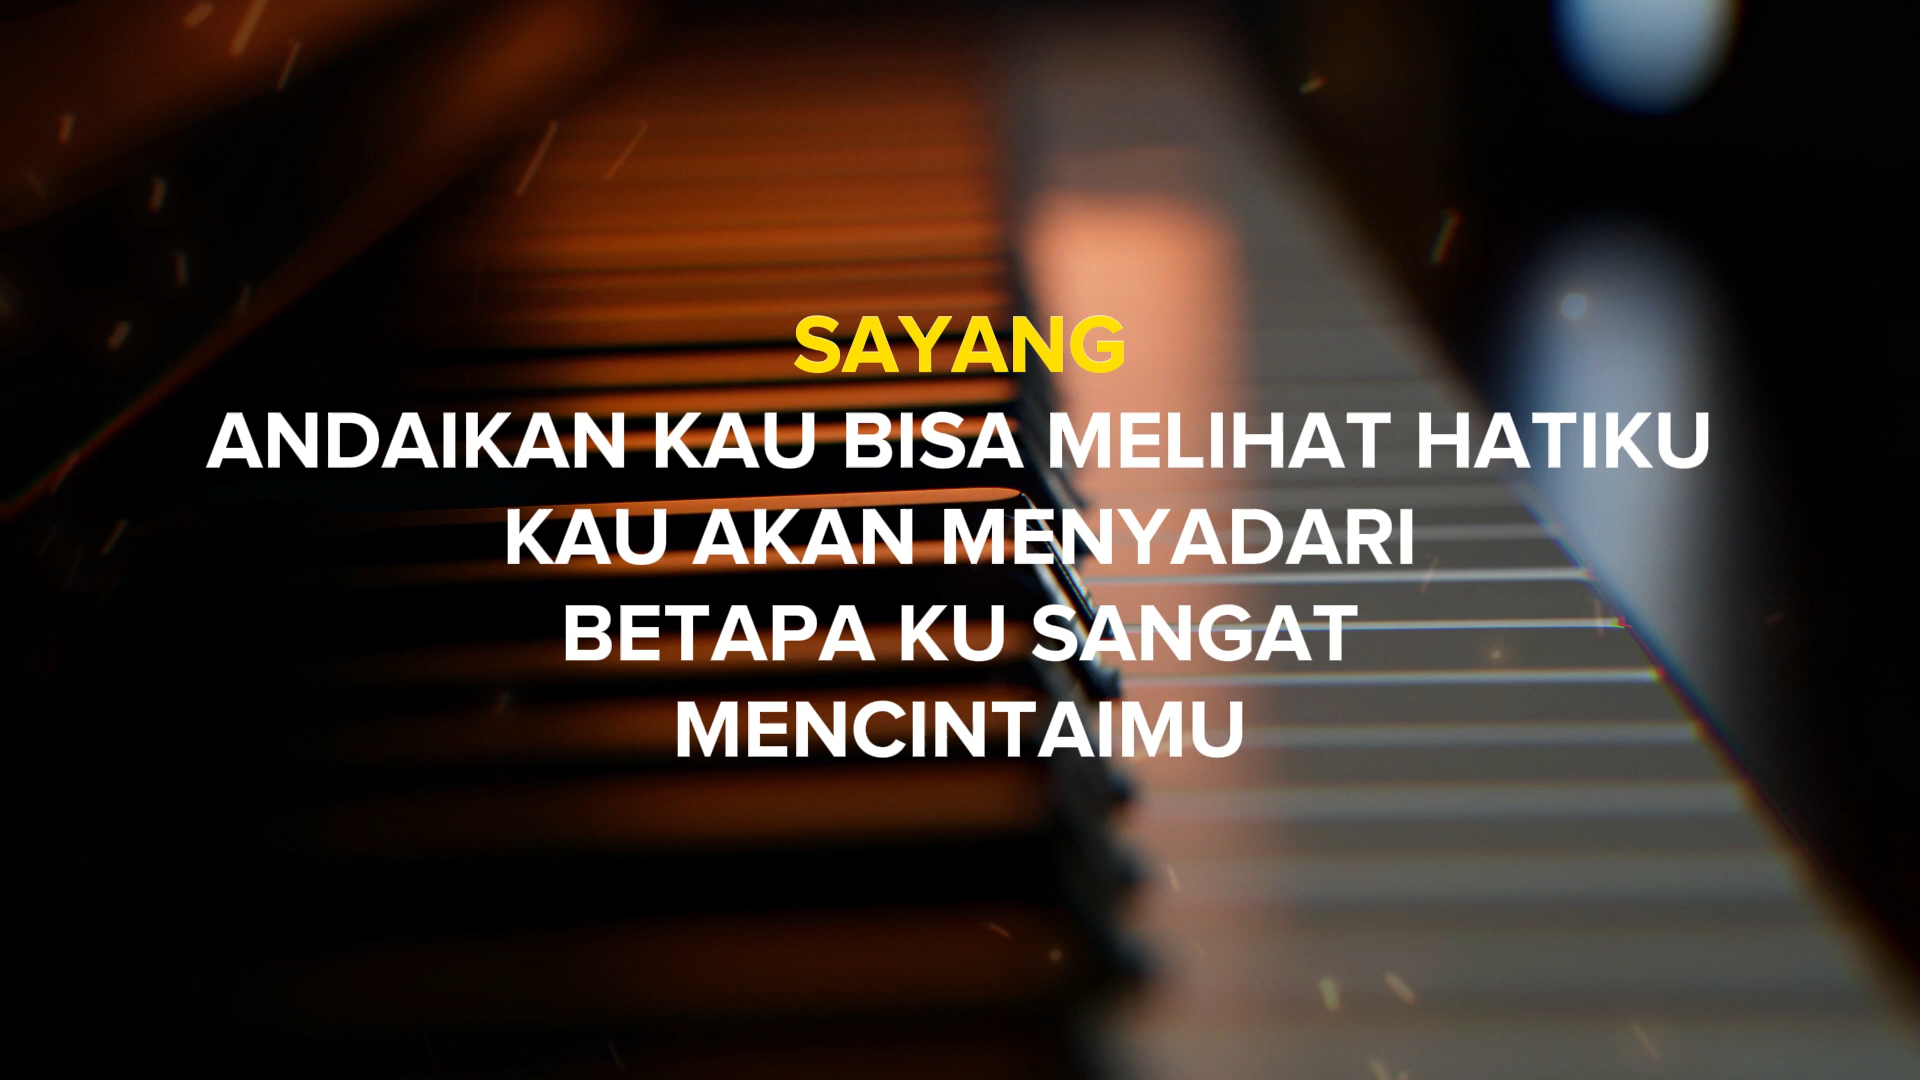 SAYANG
ANDAIKAN KAU BISA MELIHAT HATIKU
KAU AKAN MENYADARI
BETAPA KU SANGAT
MENCINTAIMU